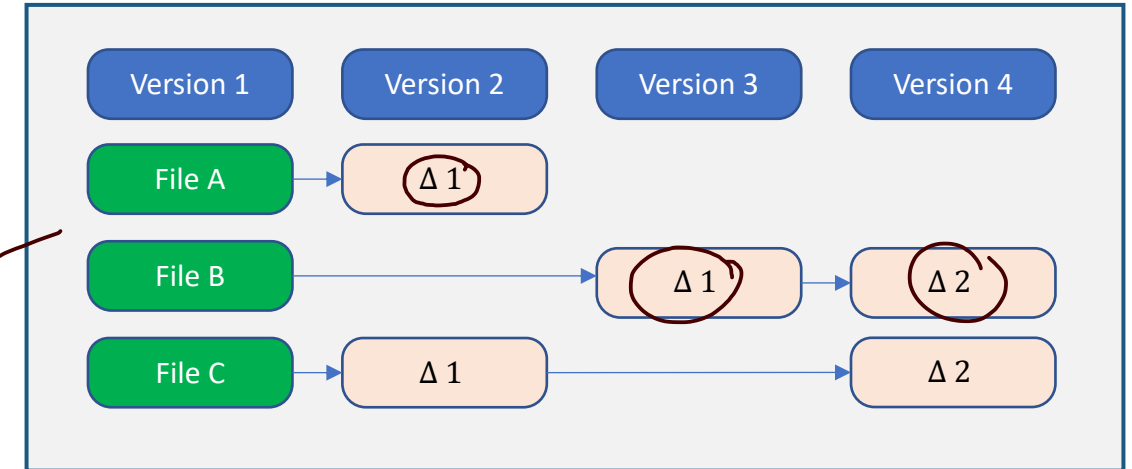 Version 1 Version 2 Version 3 Version 4
File A Δ 1
File B Δ 1 Δ 2
File C Δ 1 Δ 2